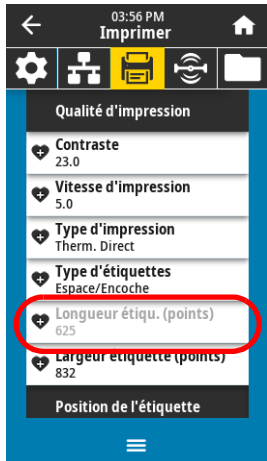 03:56 PM
Imprimer
Qualité d'impression
Contraste
23.0
Vitesse d'impression
5.0
Type d'impression
Therm. Direct
Type d'étiquettes
Espace/Encoche
Longueur étiqu. (points)
625
Largeur étiquette (points)
832
Position de l'étiquette